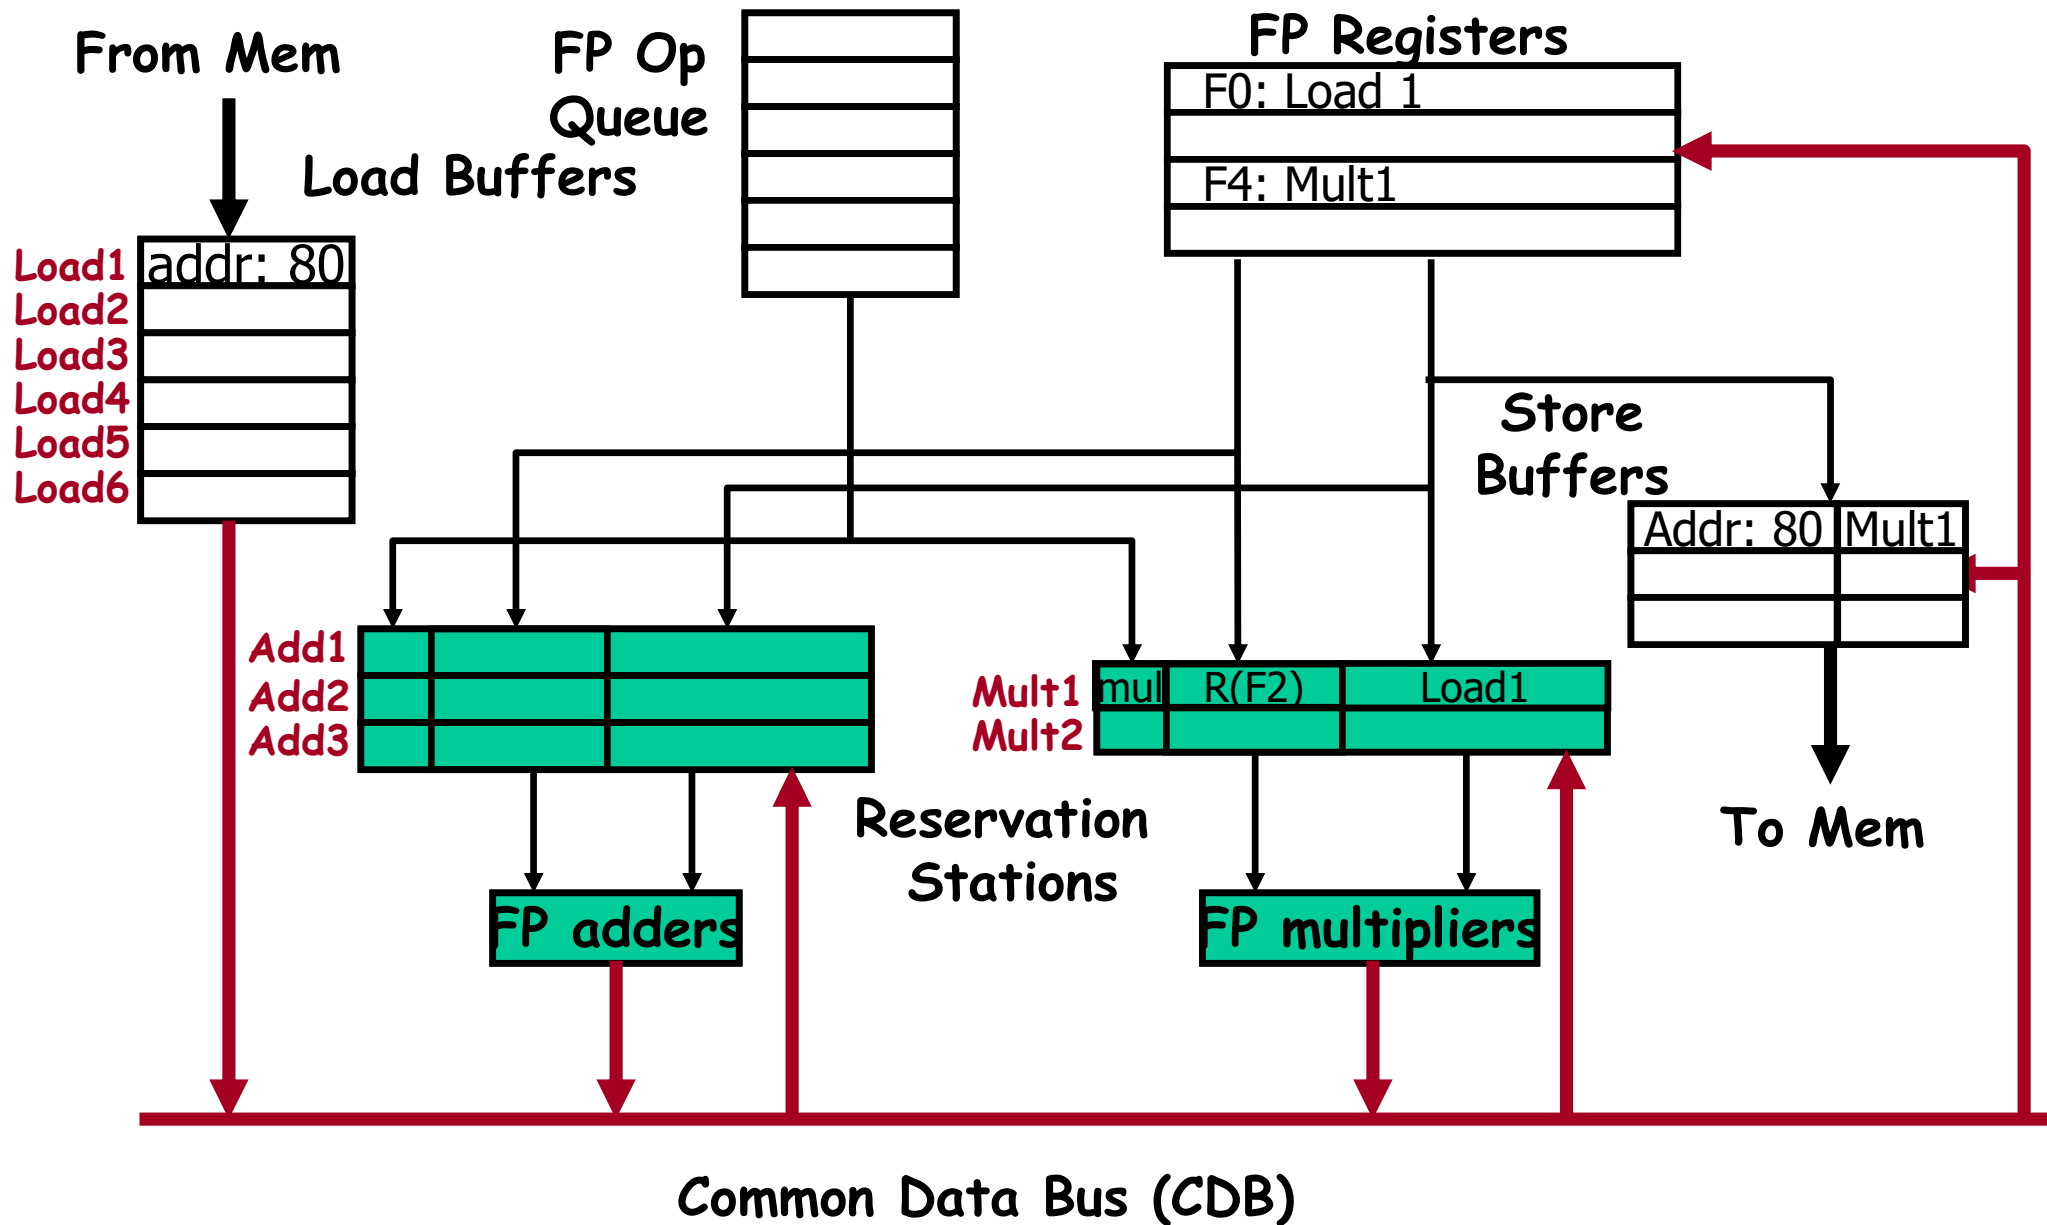 From Mem
FP Op
Queue
FP Registers
F0: Load 1
F4: Mult1
Load Buffers
Load1
addr: 80
Load2
Load3
Load4
Load5
Load6
Store
Buffers
Addr: 80
Mult1
Add1
Add2
Add3
Mult1
mul
R(F2)
Load1
Mult2
Reservation
Stations
To Mem
FP adders
FP multipliers
Common Data Bus (CDB)